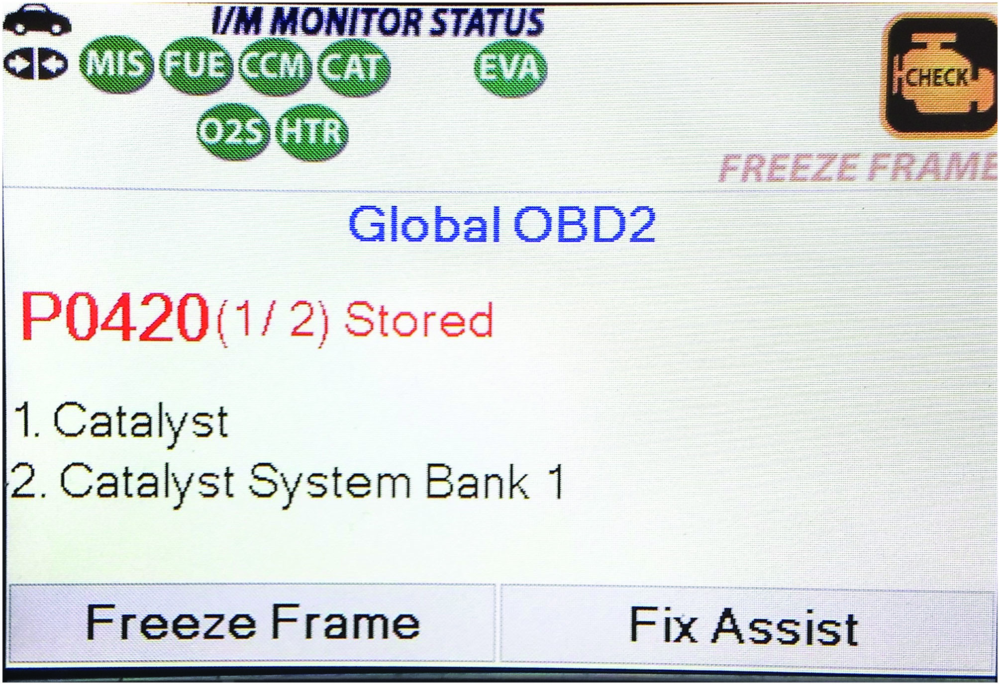 I/M MONITOR STATUS
MIS FUE CCM CAT EVA
CHECK
O2S HTR
FREEZE FRAME
Global OBD2
P0420 (1/ 2) Stored
1. Catalyst
2. Catalyst System Bank 1
Freeze Frame Fix Assist